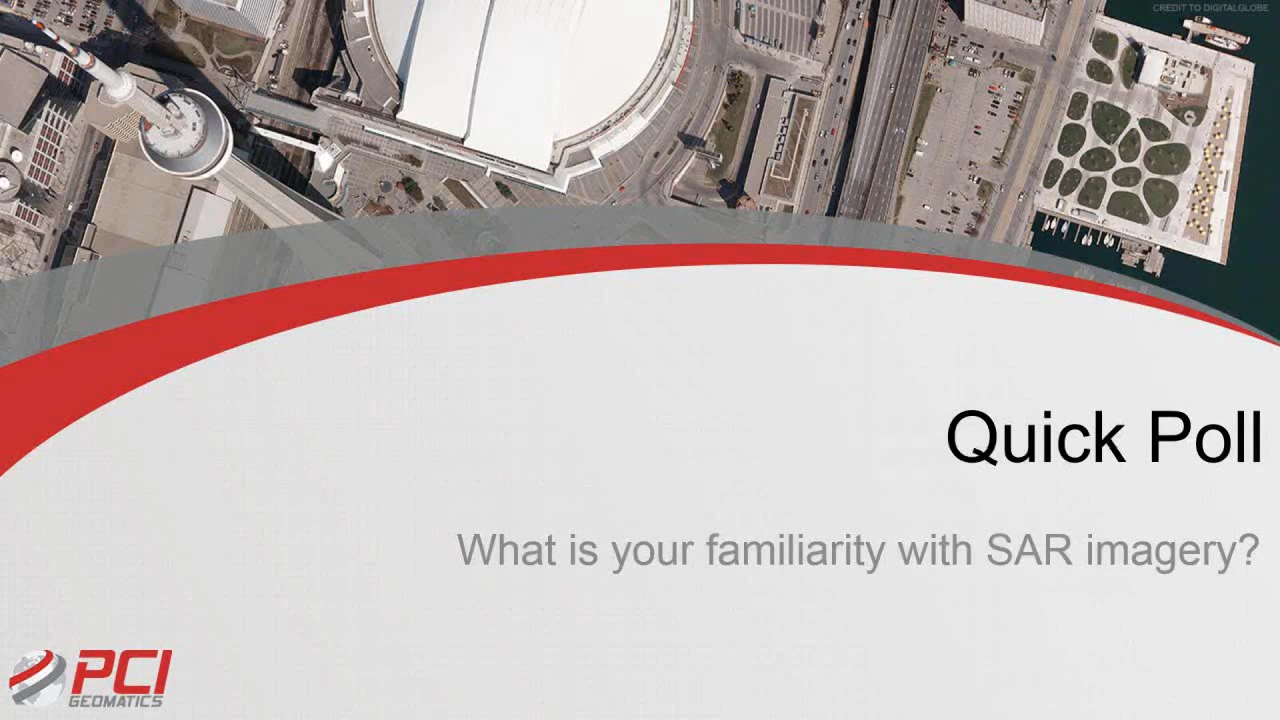 CREDIT TO DIGITALGLOBE
Quick Poll
What is your familiarity with SAR imagery?
PCI
GEOMATICS